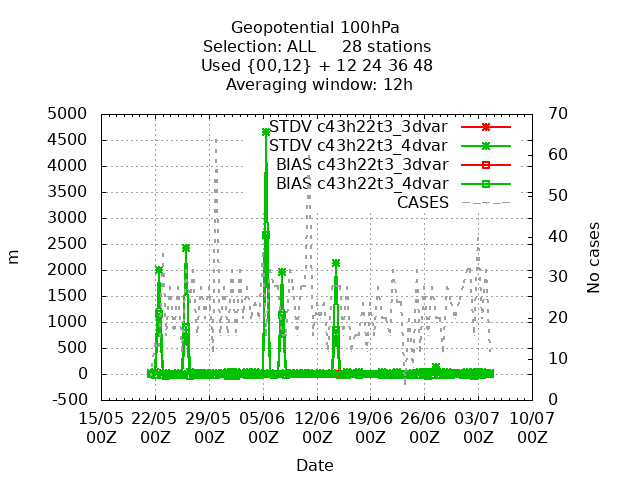 Geopotential 100hPa
Selection: ALL     28 stations
Used {00,12} + 12 24 36 48
Averaging window: 12h
STDV c43h22t3_3dvar
STDV c43h22t3_4dvar
BIAS c43h22t3_3dvar
BIAS c43h22t3_4dvar
CASES
5000
4500
4000
3500
3000
2500
2000
1500
1000
500
0
-500
m
70
60
50
40
30
20
10
0
No cases
15/05 22/05 29/05 05/06 12/06 19/06 26/06 03/07 10/07
00Z 00Z 00Z 00Z 00Z 00Z 00Z 00Z 00Z
Date